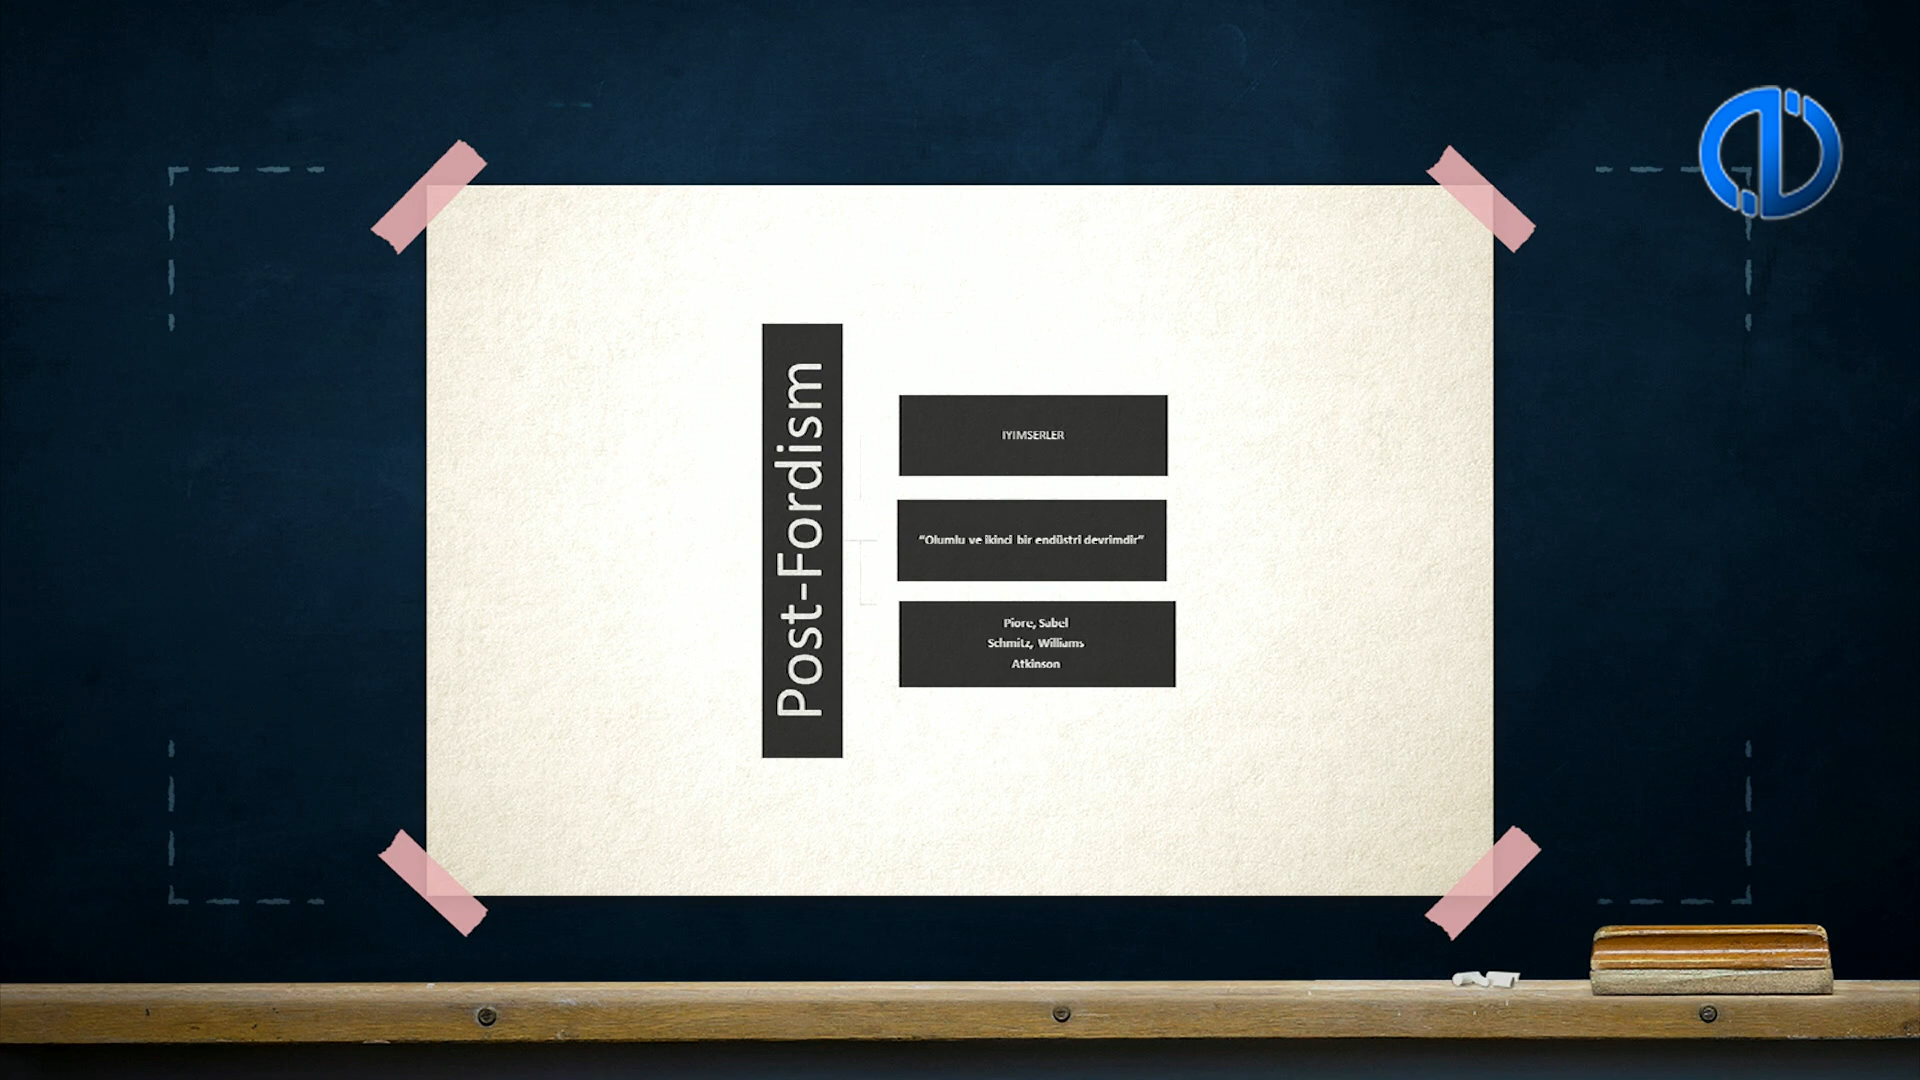 Post-Fordism
IYIMSERLER
“Olumlu ve ikinci bir endüstri devrimdir”
Piore, Sabel
Schmitz, Williams
Atkinson